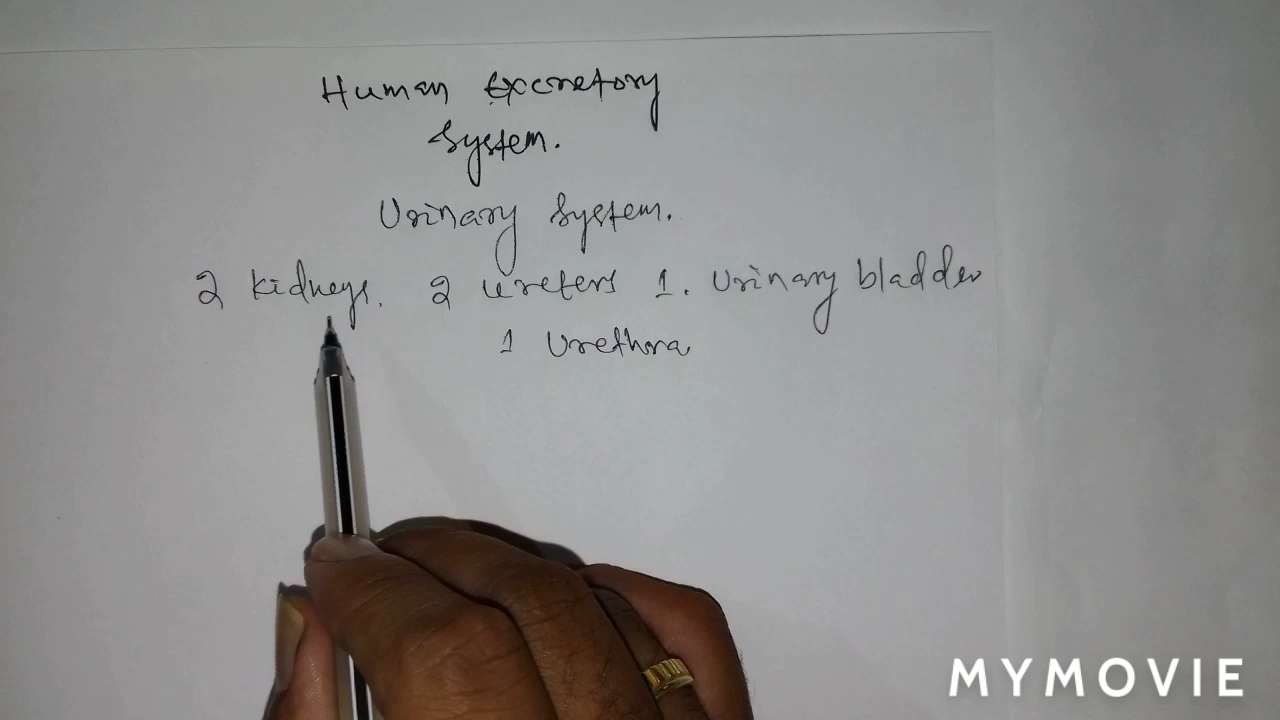 Human Excretory
System.
Urinary System.
2 kidneys. 2 ureters 1. Urinary bladder
1 Urethra
MYMOVIE